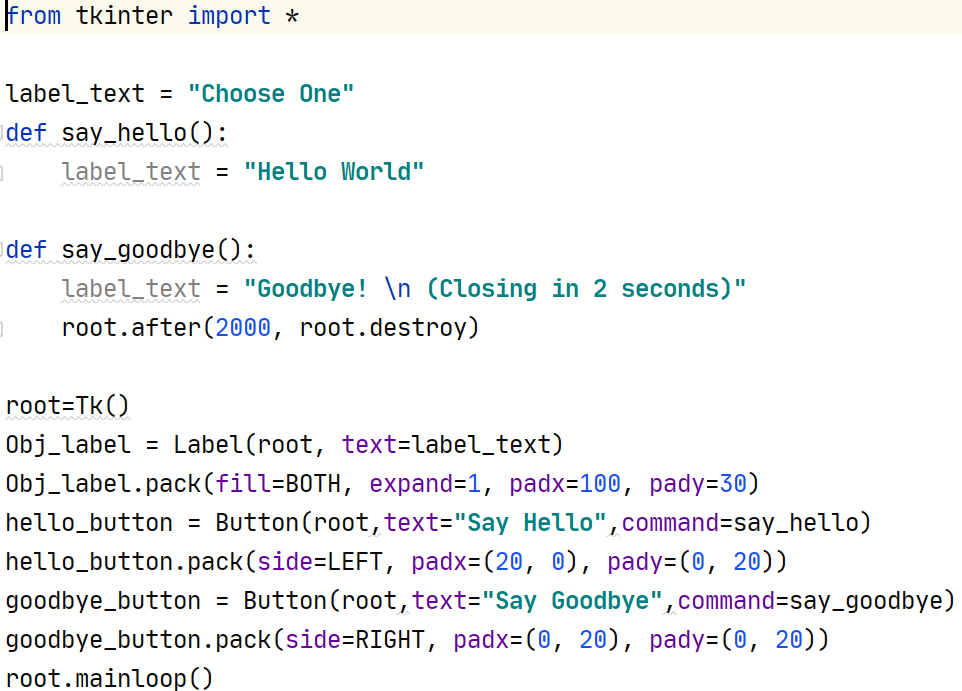 from tkinter import *
label_text = "Choose One"
def say_hello():
    label_text = "Hello World"
def say_goodbye():
    label_text = "Goodbye! \n (Closing in 2 seconds)"
    root.after(2000, root.destroy)
root=Tk()
Obj_label = Label(root, text=label_text)
Obj_label.pack(fill=BOTH, expand=1, padx=100, pady=30)
hello_button = Button(root,text="Say Hello",command=say_hello)
hello_button.pack(side=LEFT, padx=(20, 0), pady=(0, 20))
goodbye_button = Button(root,text="Say Goodbye",command=say_goodbye)
goodbye_button.pack(side=RIGHT, padx=(0, 20), pady=(0, 20))
root.mainloop()